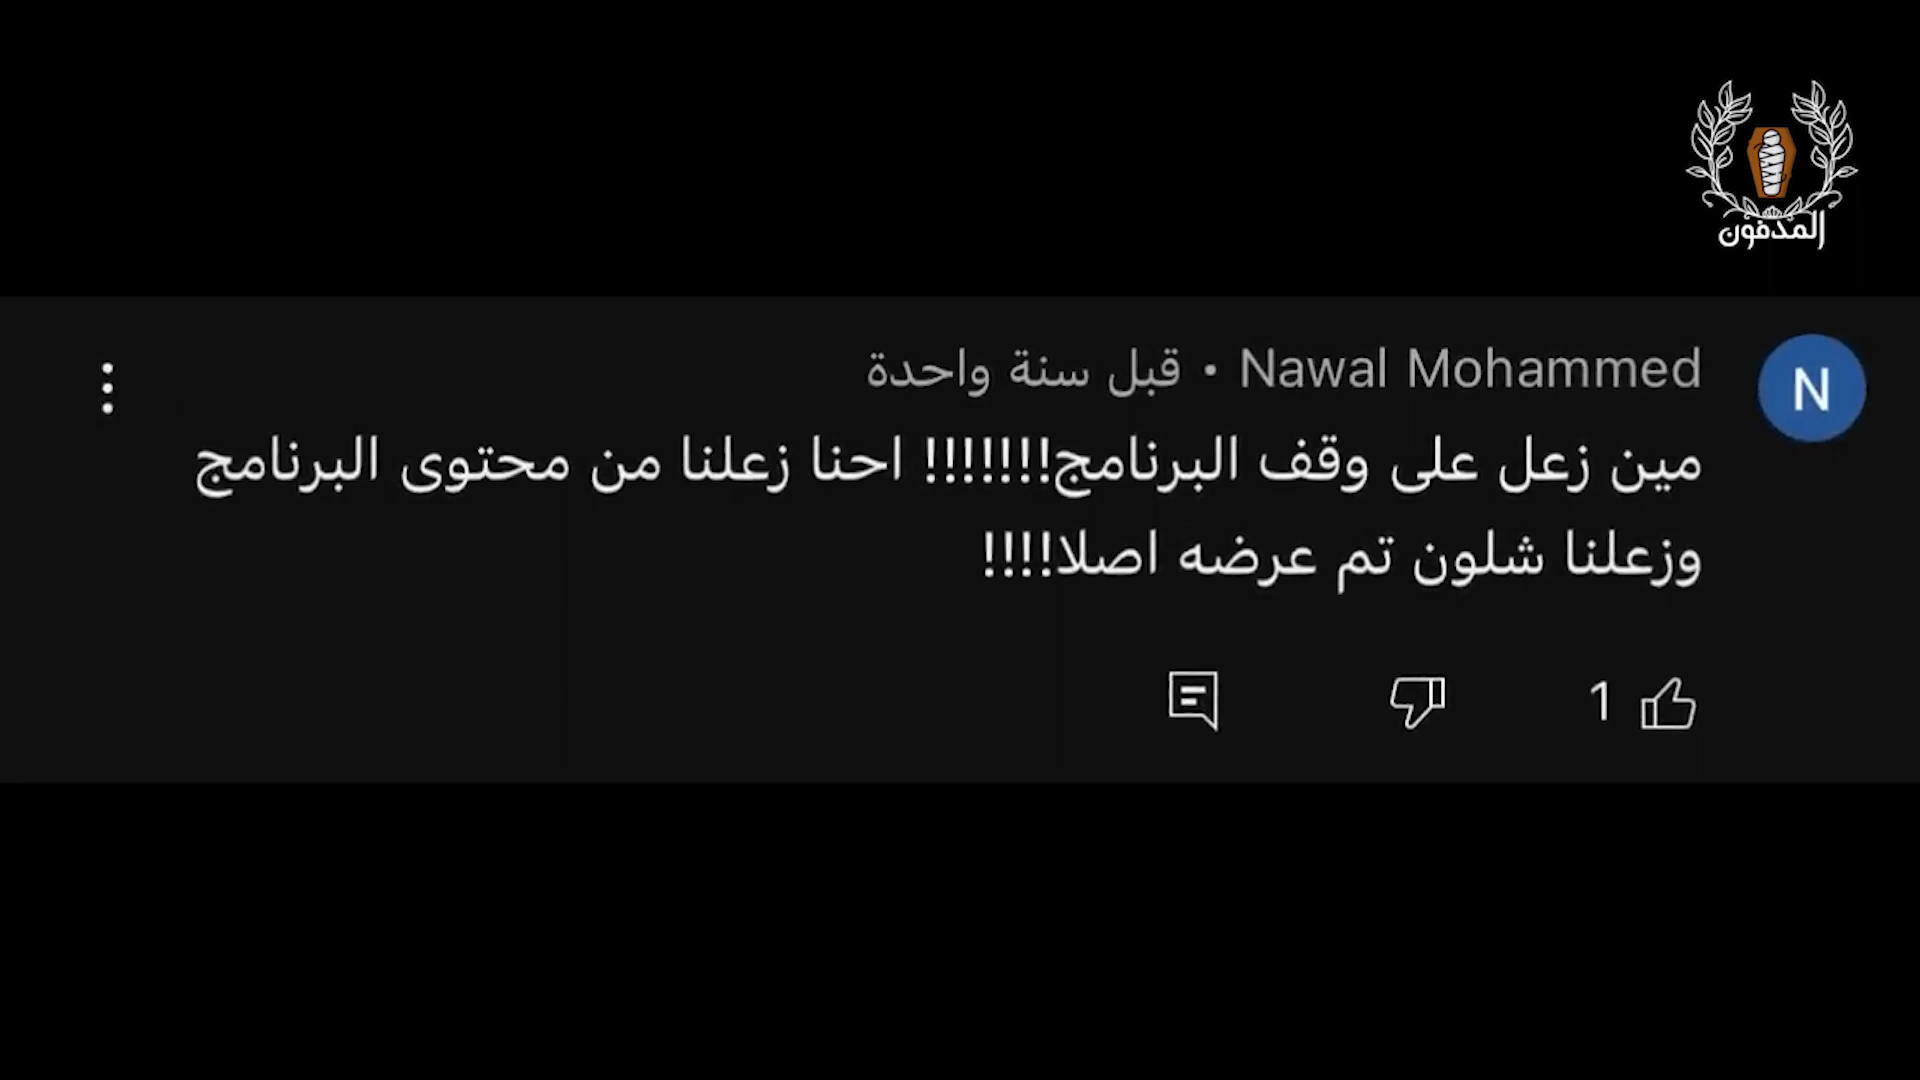 المدفون
Nawal Mohammed • قبل سنة واحدة
N
مين زعل على وقف البرنامج!!!!!!! احنا زعلنا من محتوى البرنامج
وزعلنا شلون تم عرضه اصلا!!!!
1